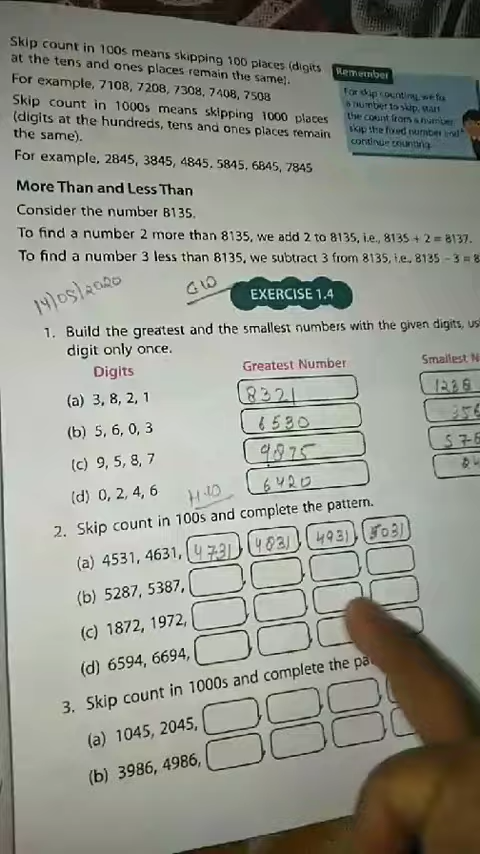 Skip count in 100s means skipping 100 places (digits
at the tens and ones places remain the same).
For example, 7108, 7208, 7308, 7408, 7508
Skip count in 1000s means skipping 1000 places
(digits at the hundreds, tens and ones places remain
the same).
For example, 2845, 3845, 4845, 5845, 6845, 7845
Remember
For skip counting, we fix
a number to skip, start
the count from a number,
skip the fixed number and
continue counting.
More Than and Less Than
Consider the number 8135.
To find a number 2 more than 8135, we add 2 to 8135, i.e., 8135 + 2 = 8137.
To find a number 3 less than 8135, we subtract 3 from 8135, i.e., 8135 - 3 = 8
14/05/2020
EXERCISE 1.4
1. Build the greatest and the smallest numbers with the given digits, us
digit only once.
Digits Greatest Number Smallest N
(a) 3, 8, 2, 1 8321 1238
(b) 5, 6, 0, 3 6530 356
(c) 9, 5, 8, 7 9875 578
(d) 0, 2, 4, 6 6420
2. Skip count in 100s and complete the pattern.
(a) 4531, 4631, 4731, 4831, 4931, 5031
(b) 5287, 5387,
(c) 1872, 1972,
(d) 6594, 6694,
3. Skip count in 1000s and complete the pa
(a) 1045, 2045,
(b) 3986, 4986,